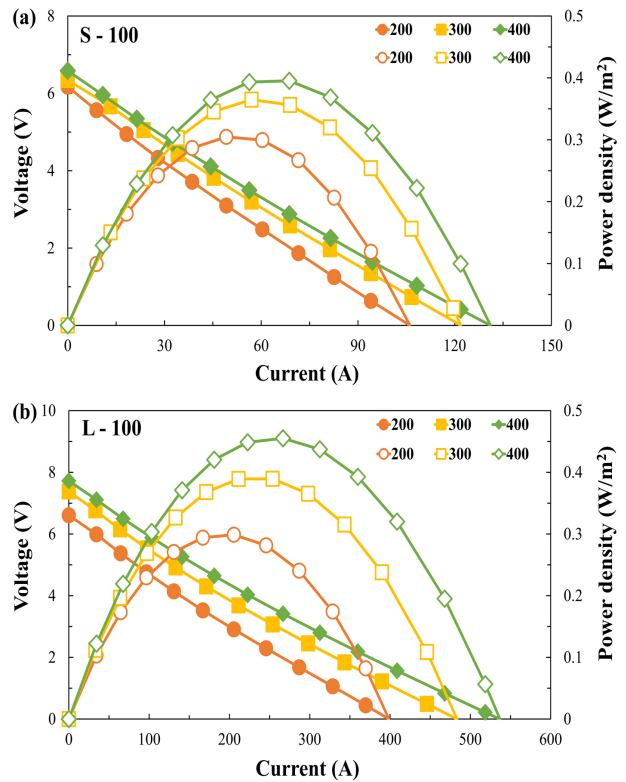 (a)
S - 100
200 300 400
200 300 400
Voltage (V)
8
6
4
2
0
Power density (W/m²)
0.5
0.4
0.3
0.2
0.1
0
0 30 60 90 120 150
Current (A)
(b)
L - 100
200 300 400
200 300 400
Voltage (V)
10
8
6
4
2
0
Power density (W/m²)
0.5
0.4
0.3
0.2
0.1
0
0 100 200 300 400 500 600
Current (A)